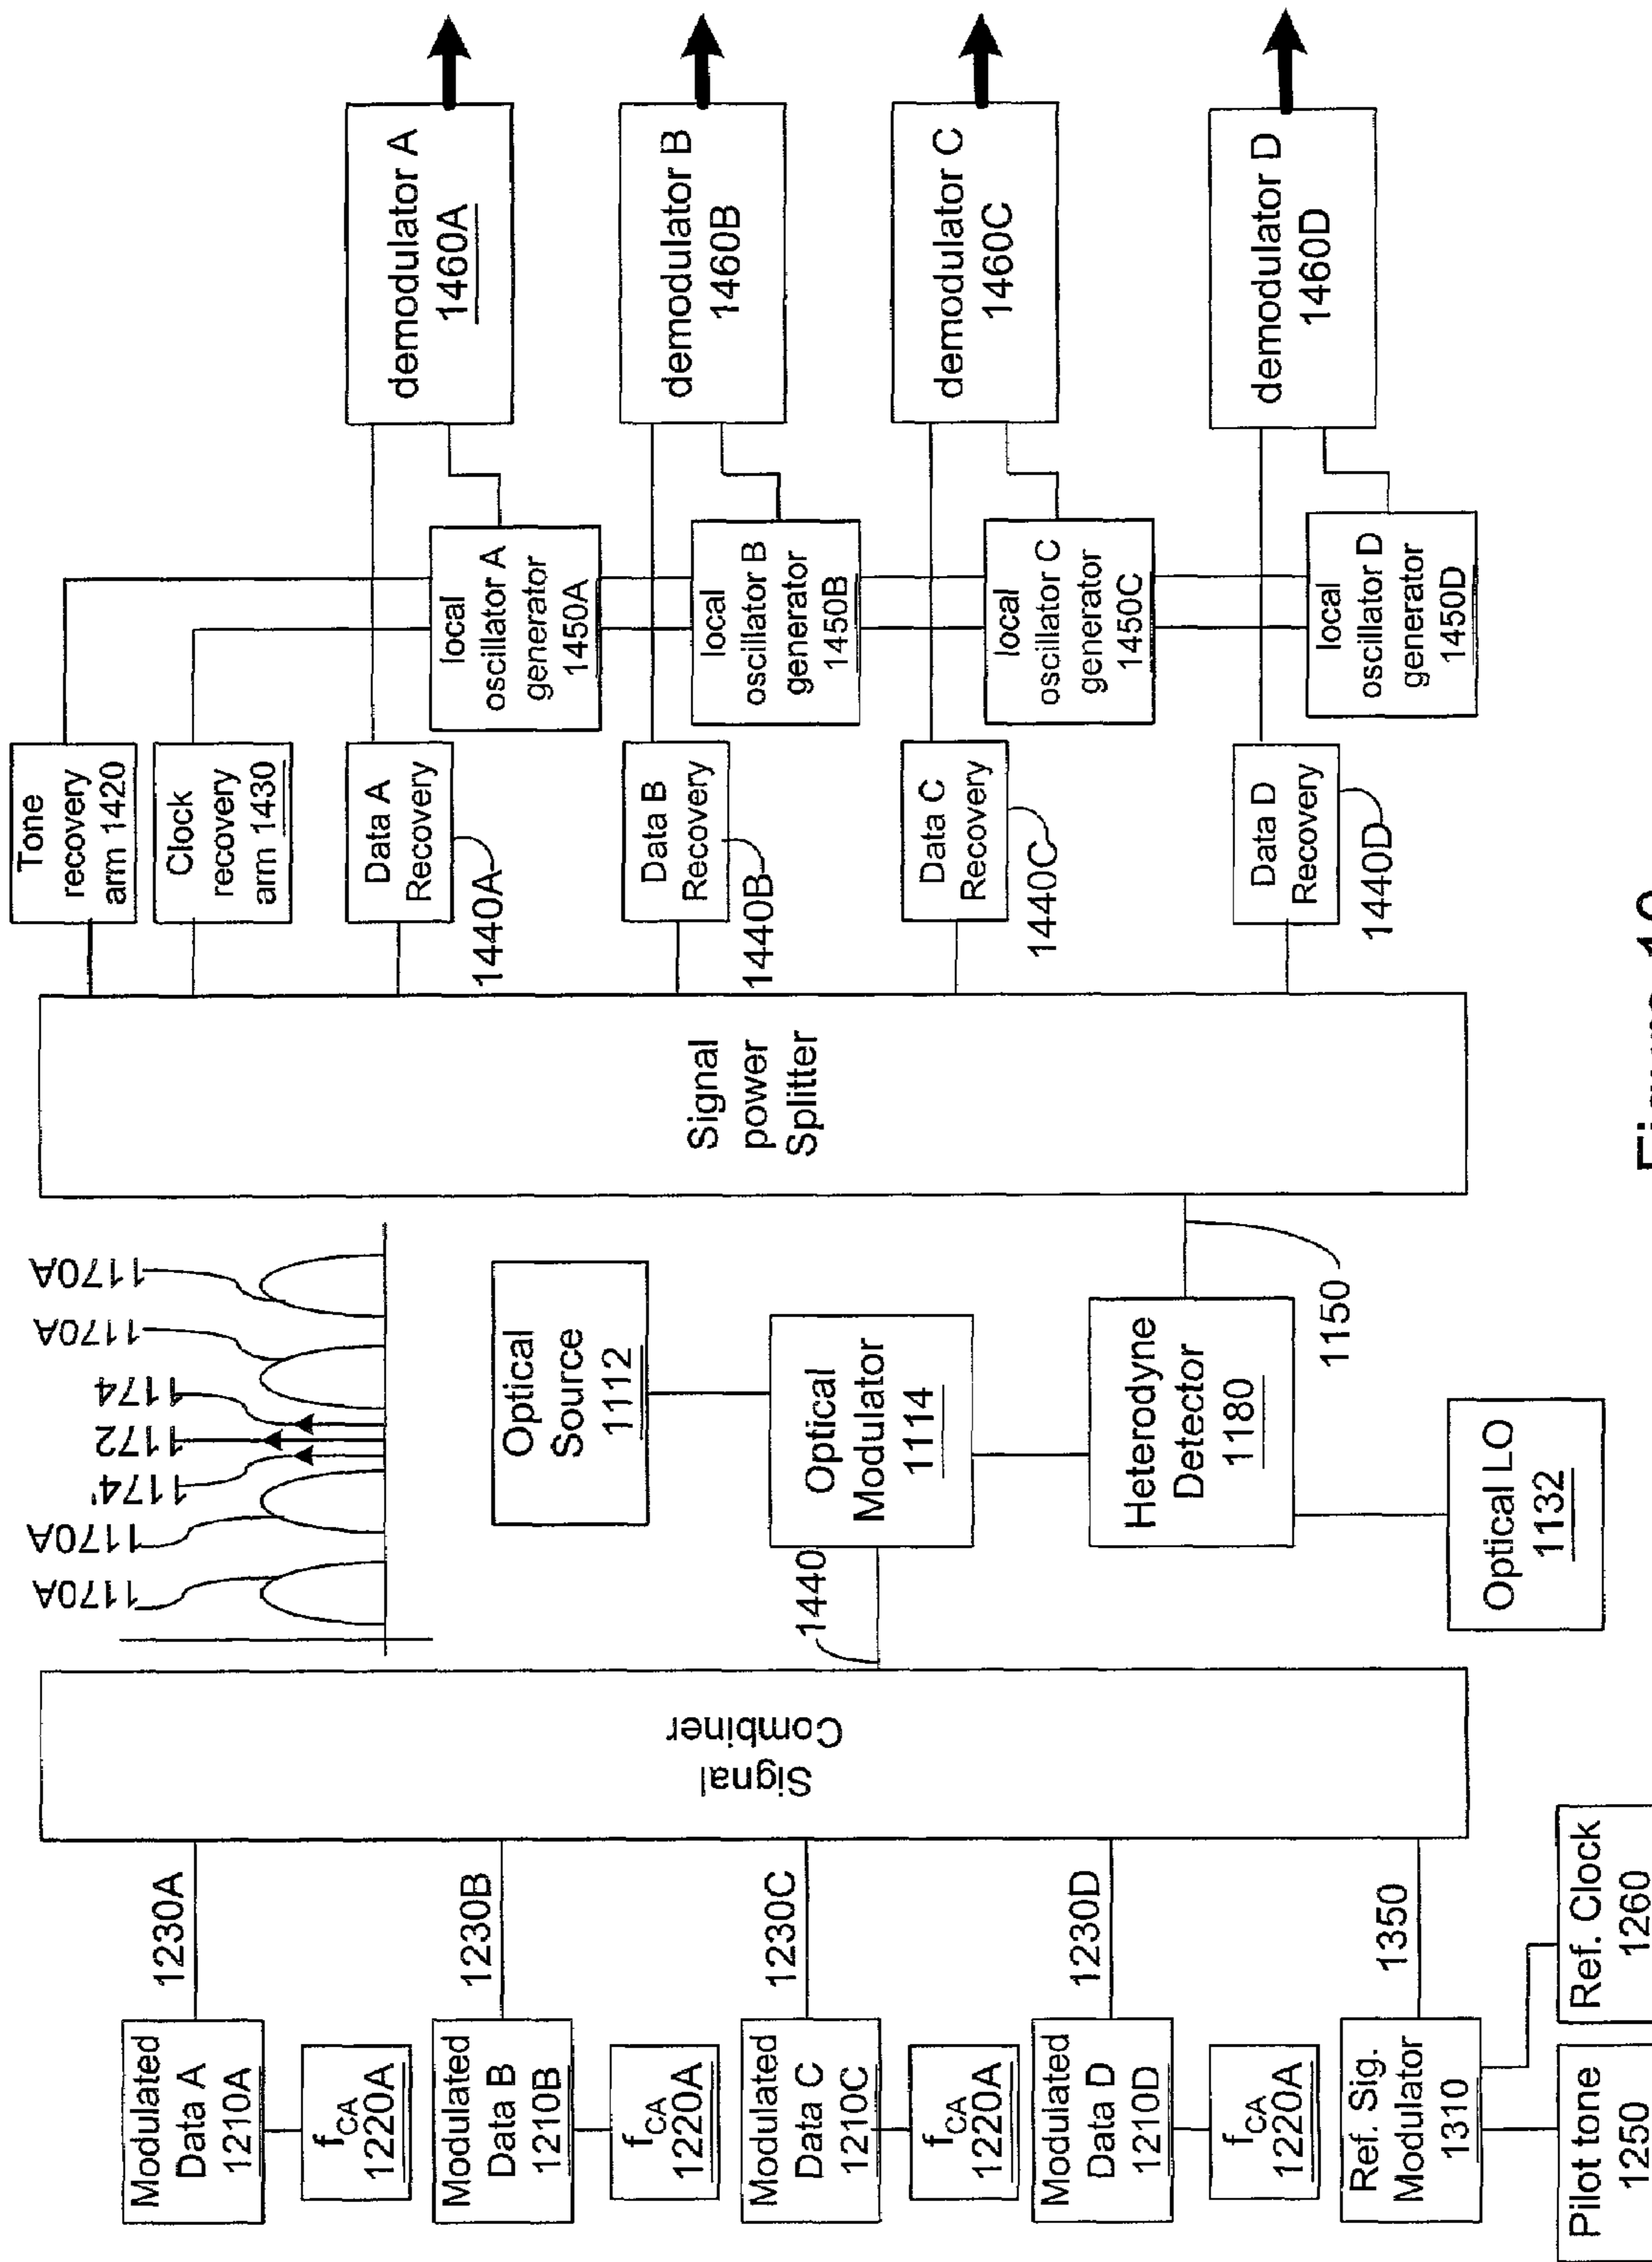 Tone
recovery
arm 1420
Clock
recovery
arm 1430
Data A
Recovery
1440A
Data B
Recovery
1440B
Data C
Recovery
1440C
Data D
Recovery
1440D
local
oscillator A
generator
1450A
local
oscillator B
generator
1450B
local
oscillator C
generator
1450C
local
oscillator D
generator
1450D
demodulator A
1460A
demodulator B
1460B
demodulator C
1460C
demodulator D
1460D
Signal
power
Splitter
1170A
1170A
1174
1172
1174'
1170A
1170A
Optical
Source
1112
Optical
Modulator
1114
Heterodyne
Detector
1180
Optical LO
1132
1150
1440
Signal
Combiner
1230A
1230B
1230C
1230D
1350
Modulated
Data A
1210A
fCA
1220A
Modulated
Data B
1210B
fCA
1220A
Modulated
Data C
1210C
fCA
1220A
Modulated
Data D
1210D
fCA
1220A
Ref. Sig.
Modulator
1310
Pilot tone
1250
Ref. Clock
1260